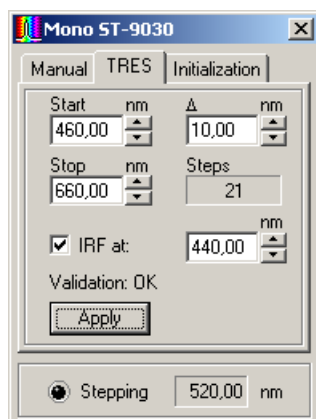 Mono ST-9030
Manual TRES Initialization
Start nm Δ nm
460,00 10,00
Stop nm Steps
660,00 21
nm
IRF at: 440,00
Validation: OK
Apply
Stepping 520,00 nm